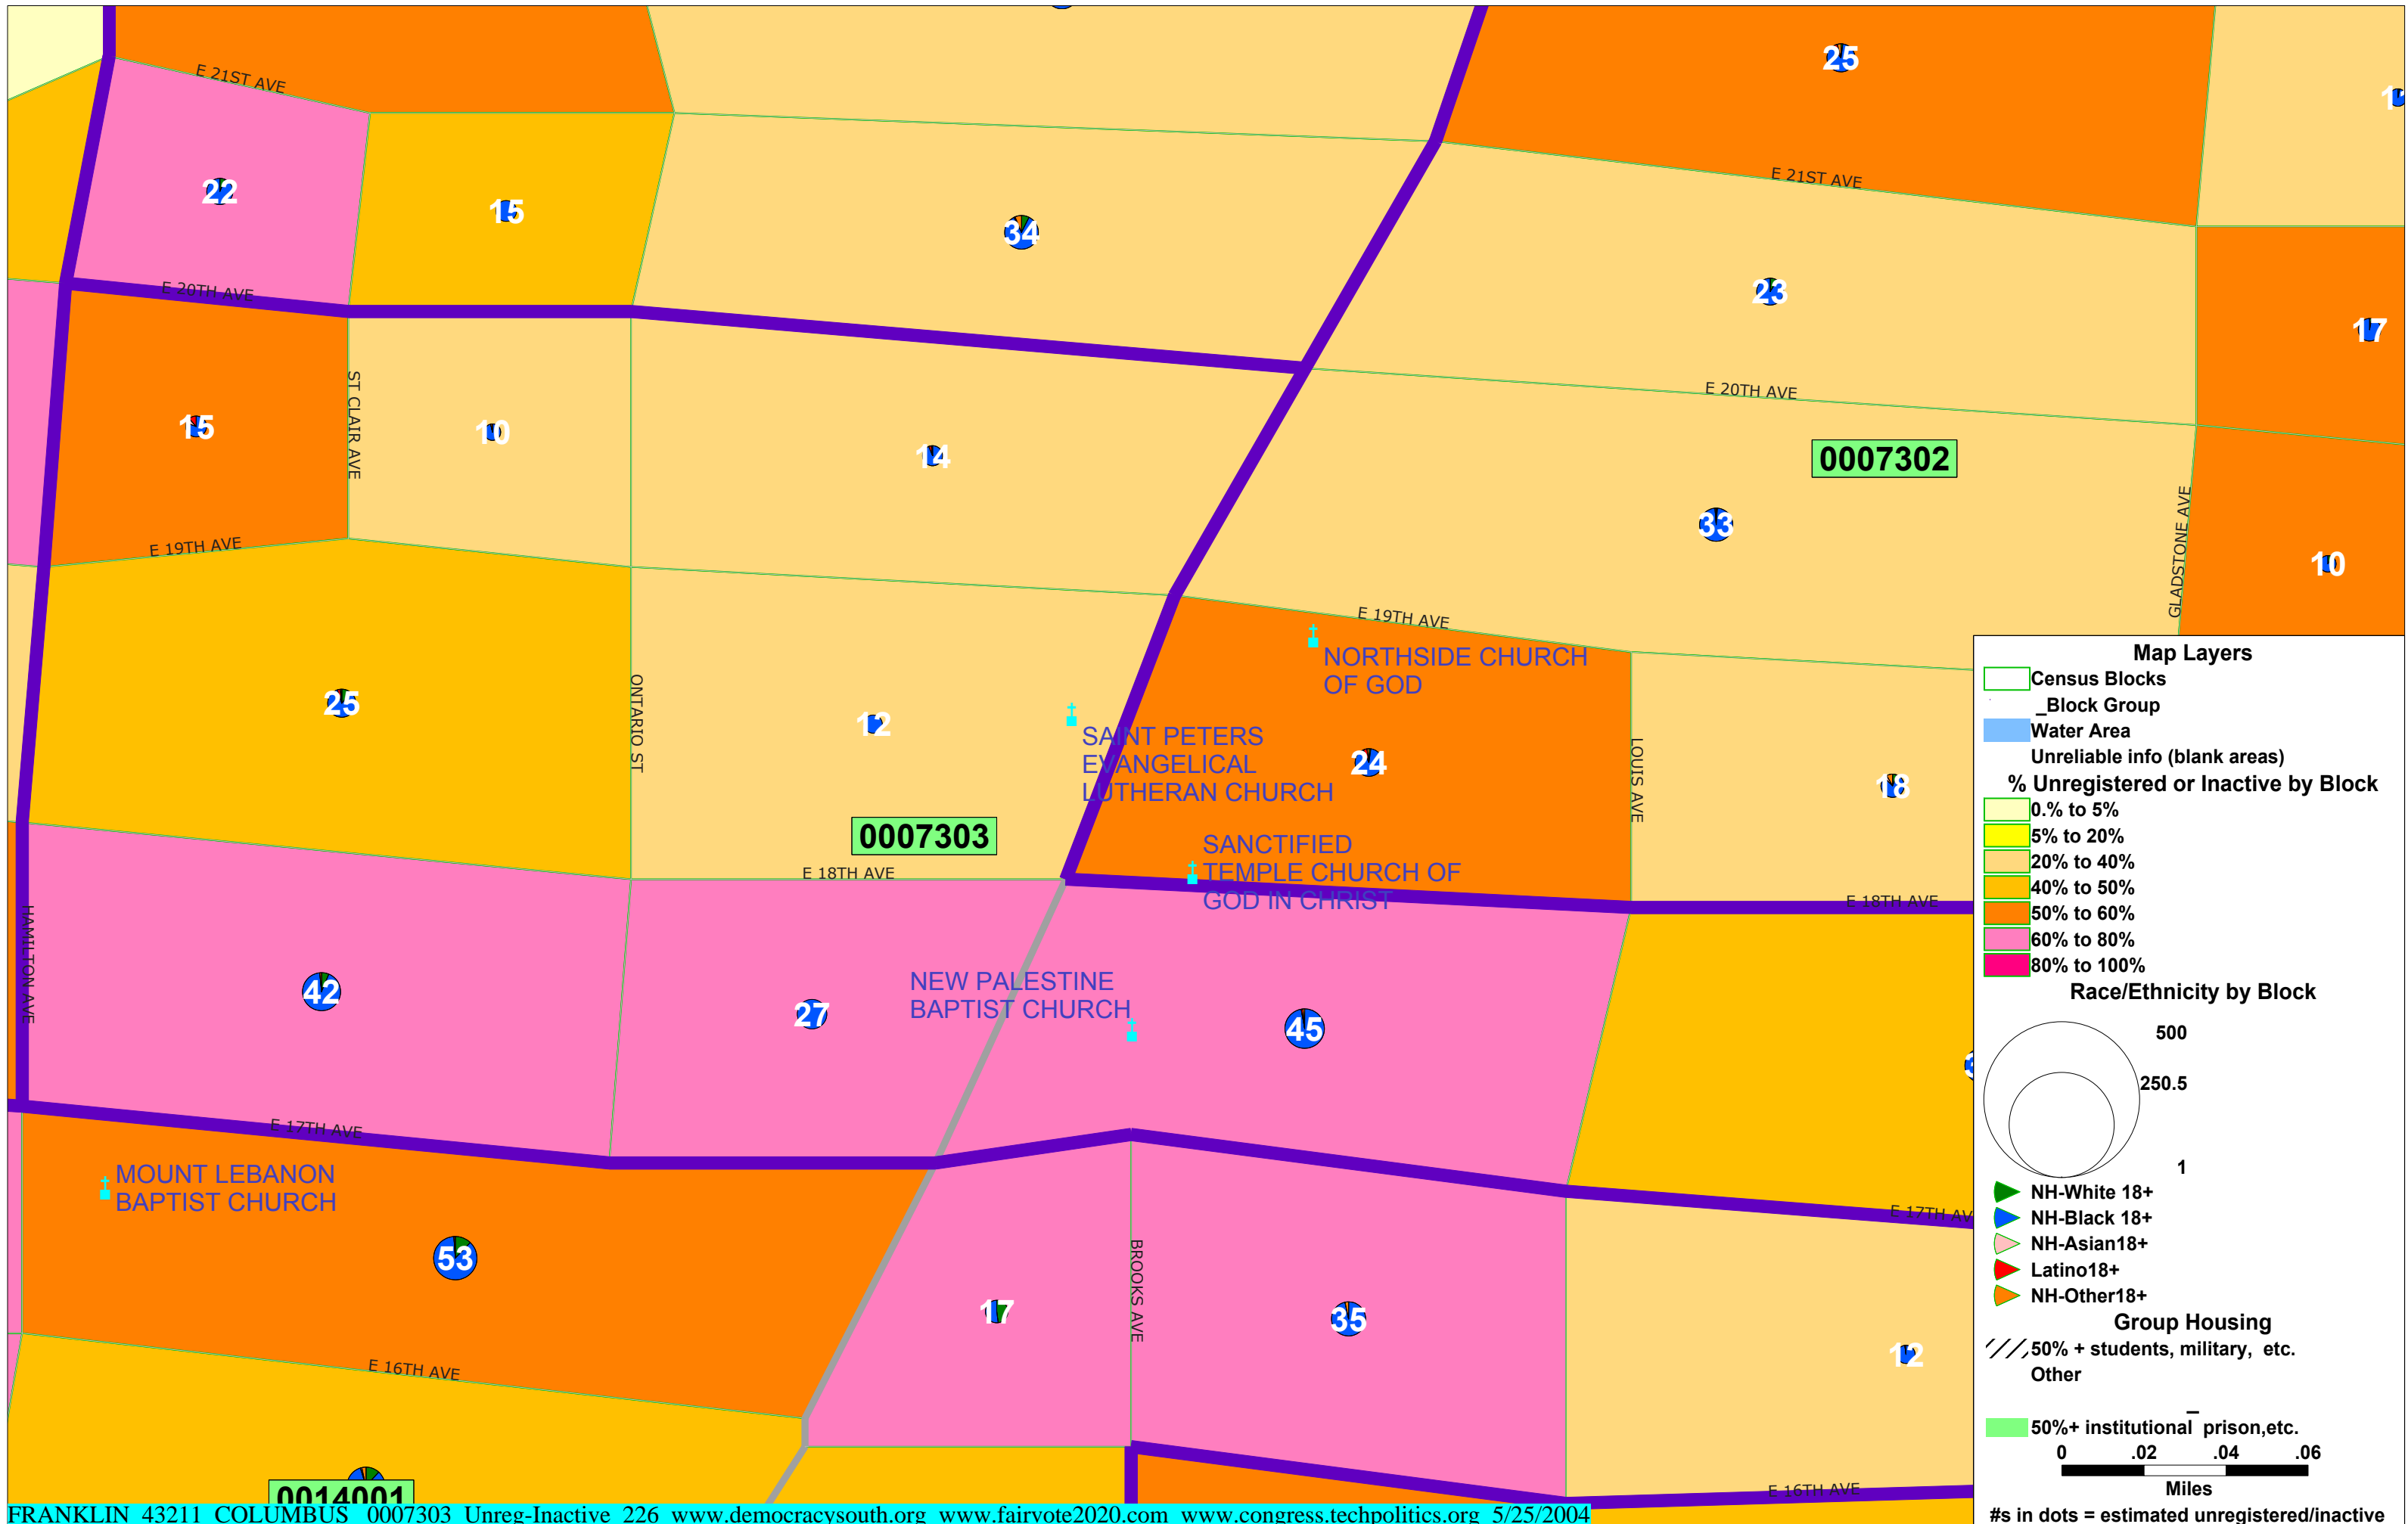 E 21ST AVE
25
22
15
E 21ST AVE
34
E 20TH AVE
23
17
ST CLAIR AVE
E 20TH AVE
15
10
14
0007302
33
GLADSTONE AVE
E 19TH AVE
10
E 19TH AVE
NORTHSIDE CHURCH
OF GOD
25
ONTARIO ST
12
SAINT PETERS
EVANGELICAL
LUTHERAN CHURCH
24
LOUIS AVE
18
0007303
SANCTIFIED
TEMPLE CHURCH OF
GOD IN CHRIST
E 18TH AVE
E 18TH AVE
HAMILTON AVE
42
27
NEW PALESTINE
BAPTIST CHURCH
45
E 17TH AVE
MOUNT LEBANON
BAPTIST CHURCH
E 17TH AV
53
17
BROOKS AVE
35
12
E 16TH AVE
E 16TH AVE
0014001
Map Layers
Census Blocks
_Block Group
Water Area
Unreliable info (blank areas)
% Unregistered or Inactive by Block
0.% to 5%
5% to 20%
20% to 40%
40% to 50%
50% to 60%
60% to 80%
80% to 100%
Race/Ethnicity by Block
500
250.5
1
NH-White 18+
NH-Black 18+
NH-Asian18+
Latino18+
NH-Other18+
Group Housing
50% + students, military, etc.
Other
50%+ institutional_prison,etc.
0 .02 .04 .06
Miles
#s in dots = estimated unregistered/inactive
FRANKLIN 43211 COLUMBUS 0007303 Unreg-Inactive 226 www.democracysouth.org www.fairvote2020.com www.congress.techpolitics.org 5/25/2004